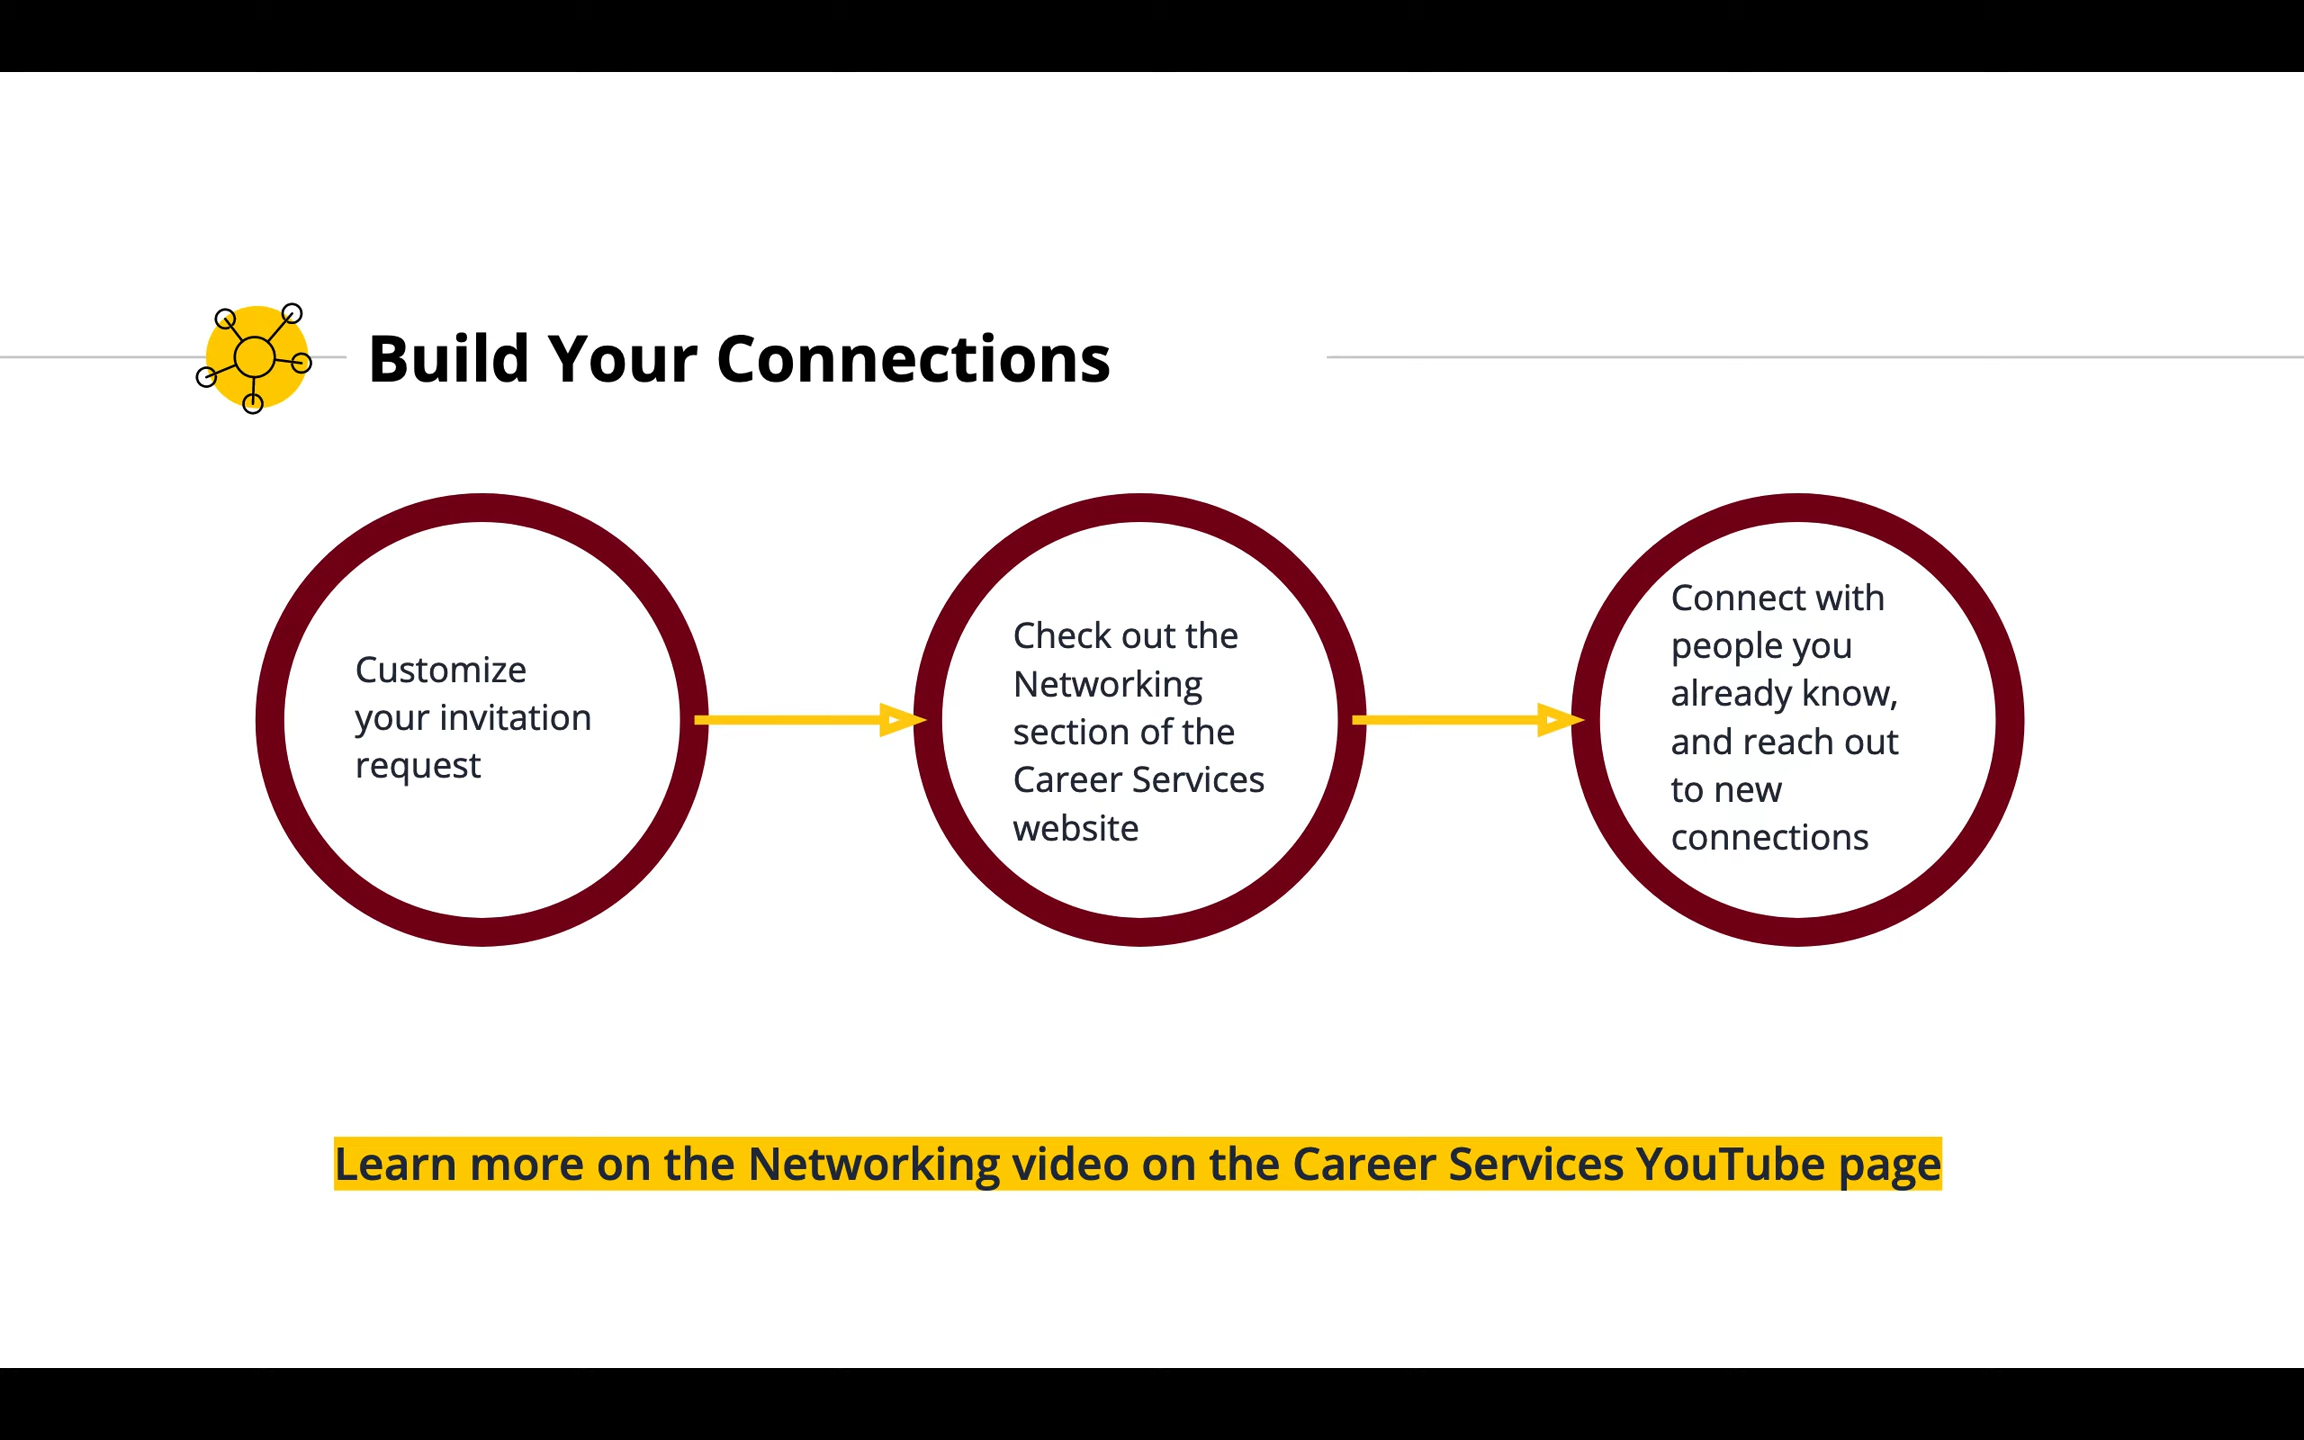 Build Your Connections
Customize
your invitation
request
Check out the
Networking
section of the
Career Services
website
Connect with
people you
already know,
and reach out
to new
connections
Learn more on the Networking video on the Career Services YouTube page